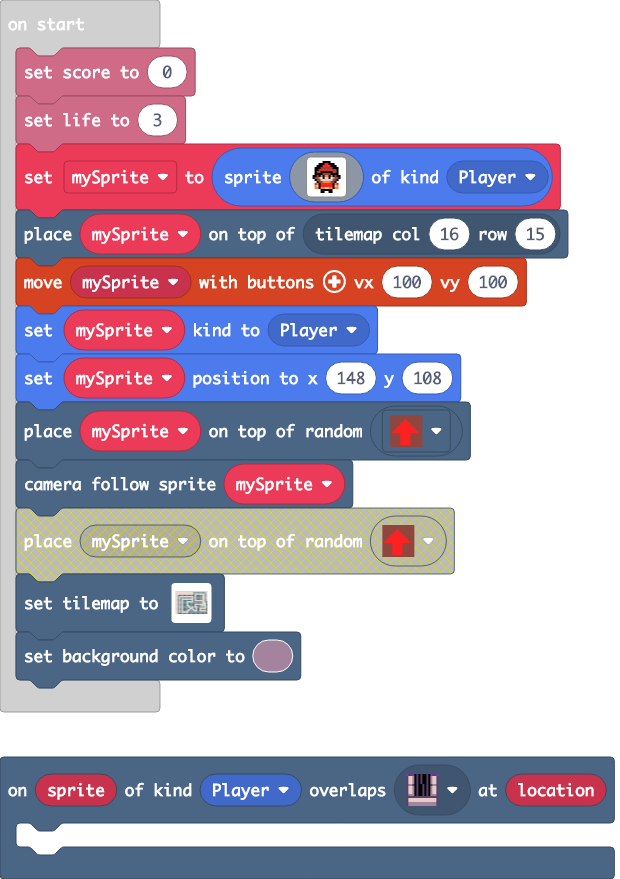 on start
set score to 0
set life to 3
set mySprite to sprite of kind Player
place mySprite on top of tilemap col 16 row 15
move mySprite with buttons vx 100 vy 100
set mySprite kind to Player
set mySprite position to x 148 y 108
place mySprite on top of random
camera follow sprite mySprite
place mySprite on top of random
set tilemap to
set background color to
on sprite of kind Player overlaps at location